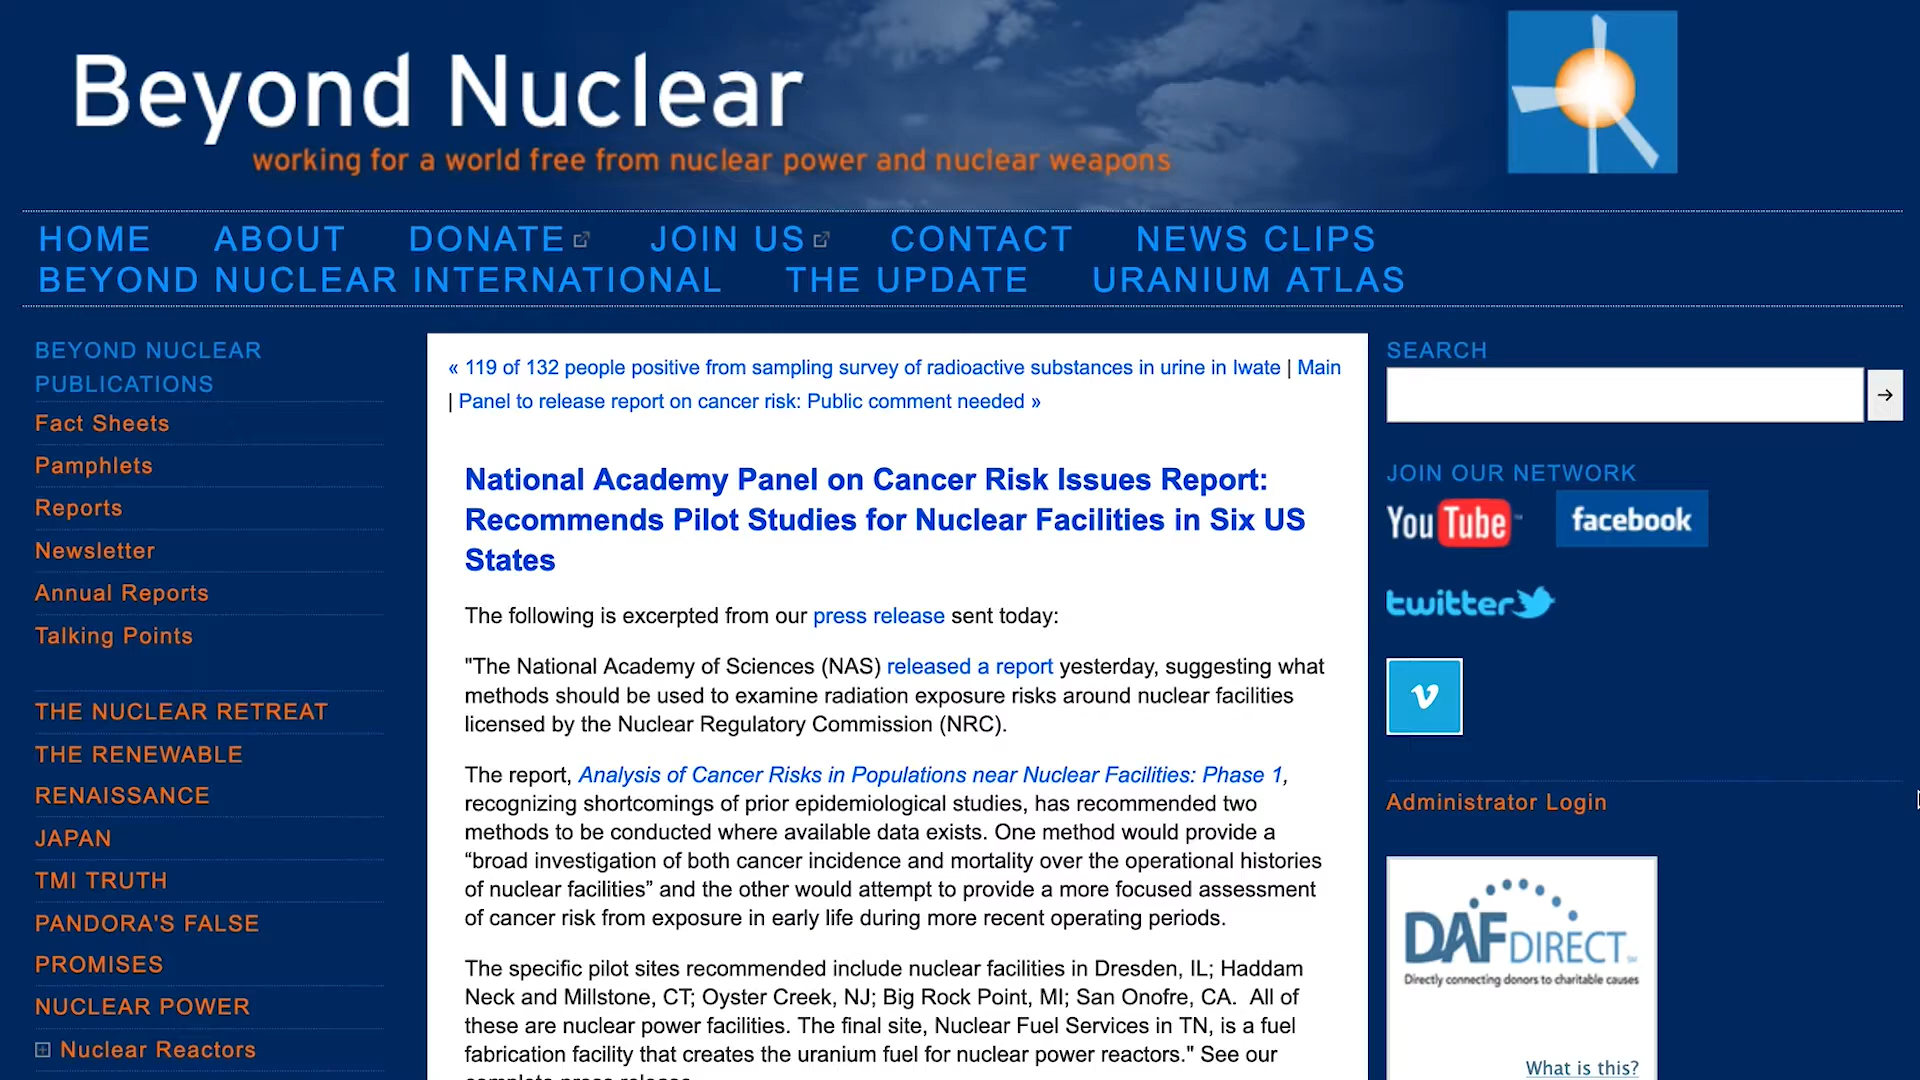 Beyond Nuclear
working for a world free from nuclear power and nuclear weapons
HOME ABOUT DONATE JOIN US CONTACT NEWS CLIPS
BEYOND NUCLEAR INTERNATIONAL THE UPDATE URANIUM ATLAS
BEYOND NUCLEAR
PUBLICATIONS
Fact Sheets
Pamphlets
Reports
Newsletter
Annual Reports
Talking Points
THE NUCLEAR RETREAT
THE RENEWABLE
RENAISSANCE
JAPAN
TMI TRUTH
PANDORA'S FALSE
PROMISES
NUCLEAR POWER
Nuclear Reactors
« 119 of 132 people positive from sampling survey of radioactive substances in urine in Iwate | Main
| Panel to release report on cancer risk: Public comment needed »
National Academy Panel on Cancer Risk Issues Report:
Recommends Pilot Studies for Nuclear Facilities in Six US
States
The following is excerpted from our press release sent today:
"The National Academy of Sciences (NAS) released a report yesterday, suggesting what
methods should be used to examine radiation exposure risks around nuclear facilities
licensed by the Nuclear Regulatory Commission (NRC).
The report, Analysis of Cancer Risks in Populations near Nuclear Facilities: Phase 1,
recognizing shortcomings of prior epidemiological studies, has recommended two
methods to be conducted where available data exists. One method would provide a
“broad investigation of both cancer incidence and mortality over the operational histories
of nuclear facilities” and the other would attempt to provide a more focused assessment
of cancer risk from exposure in early life during more recent operating periods.
The specific pilot sites recommended include nuclear facilities in Dresden, IL; Haddam
Neck and Millstone, CT; Oyster Creek, NJ; Big Rock Point, MI; San Onofre, CA. All of
these are nuclear power facilities. The final site, Nuclear Fuel Services in TN, is a fuel
fabrication facility that creates the uranium fuel for nuclear power reactors." See our
complete press release
SEARCH
→
JOIN OUR NETWORK
YouTube facebook
twitter
Administrator Login
DAFDIRECT SM
Directly connecting donors to charitable causes
What is this?